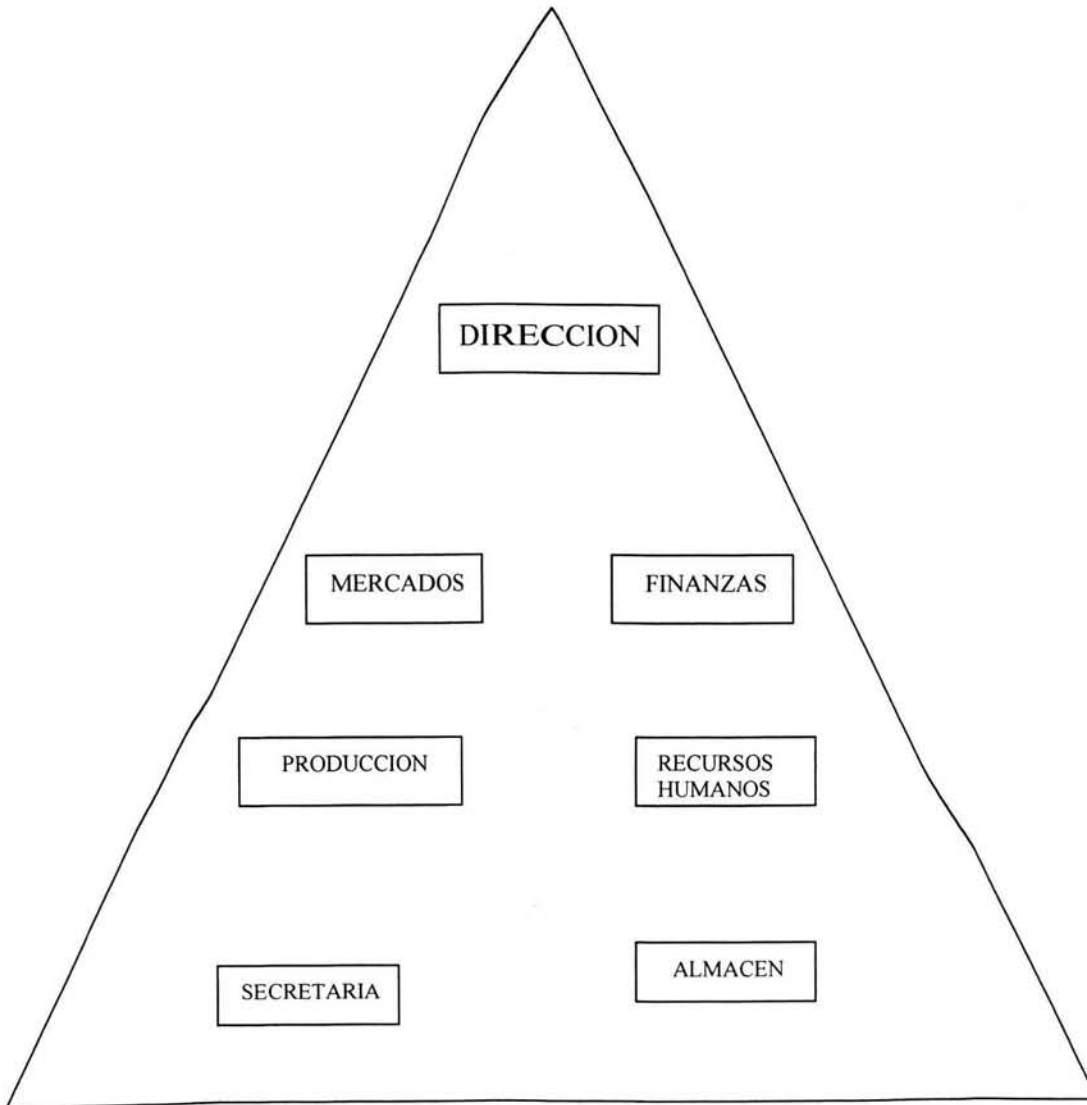 DIRECCION
MERCADOS
FINANZAS
PRODUCCION
RECURSOS
HUMANOS
SECRETARIA
ALMACEN